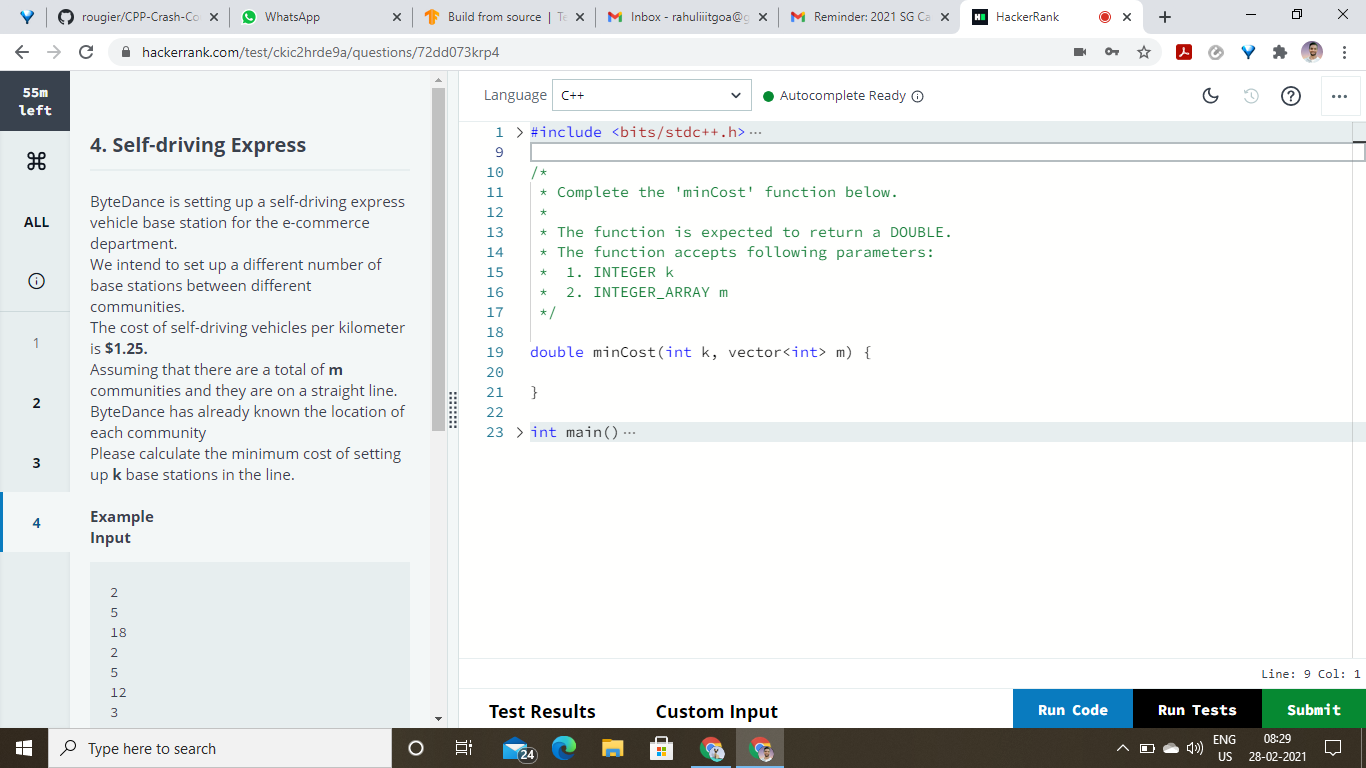 rougier/CPP-Crash-Co
WhatsApp
Build from source | Te
Inbox - rahuliiitgoa@g
Reminder: 2021 SG Ca
HackerRank
hackerrank.com/test/ckic2hrde9a/questions/72dd073krp4
55m
left
ALL
1
2
3
4
4. Self-driving Express
ByteDance is setting up a self-driving express
vehicle base station for the e-commerce
department.
We intend to set up a different number of
base stations between different
communities.
The cost of self-driving vehicles per kilometer
is $1.25.
Assuming that there are a total of m
communities and they are on a straight line.
ByteDance has already known the location of
each community
Please calculate the minimum cost of setting
up k base stations in the line.
Example
Input
2
5
18
2
5
12
3
Language C++ Autocomplete Ready
1 > #include <bits/stdc++.h>...
9
10 /*
11 * Complete the 'minCost' function below.
12 *
13 * The function is expected to return a DOUBLE.
14 * The function accepts following parameters:
15 * 1. INTEGER k
16 * 2. INTEGER_ARRAY m
17 */
18
19 double minCost(int k, vector<int> m) {
20
21 }
22
23 > int main()...
Line: 9 Col: 1
Test Results Custom Input Run Code Run Tests Submit
Type here to search
24
ENG
US
08:29
28-02-2021